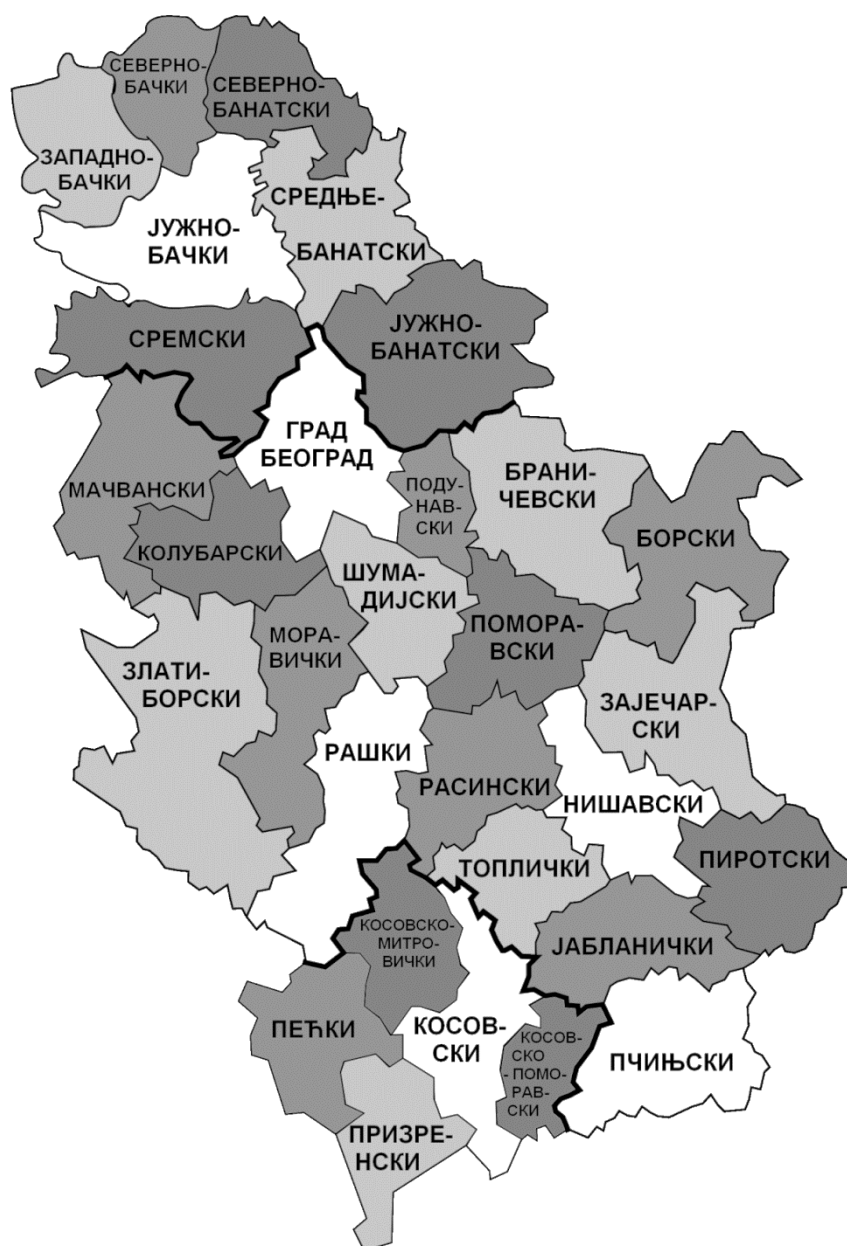 СЕВЕРНО-
БАЧКИ
СЕВЕРНО-
БАНАТСКИ
ЗАПАДНО-
БАЧКИ
ЈУЖНО-
БАЧКИ
СРЕДЊЕ-
БАНАТСКИ
СРЕМСКИ
ЈУЖНО-
БАНАТСКИ
ГРАД
БЕОГРАД
МАЧВАНСКИ
КОЛУБАРСКИ
ПОДУ-
НАВ-
СКИ
БРАНИ-
ЧЕВСКИ
БОРСКИ
ШУМА-
ДИЈСКИ
ПОМОРА-
ВСКИ
ЗЛАТИ-
БОРСКИ
МОРА-
ВИЧКИ
ЗАЈЕЧАР-
СКИ
РАШКИ
РАСИНСКИ
НИШАВСКИ
ТОПЛИЧКИ
ПИРОТСКИ
КОСОВСКО-
МИТРО-
ВИЧКИ
ЈАБЛАНИЧКИ
ПЕЋКИ
КОСОВ-
СКИ
КОСОВ-
СКО
- ПОМО-
РАВ-
СКИ
ПЧИЊСКИ
ПРИЗРЕ-
НСКИ